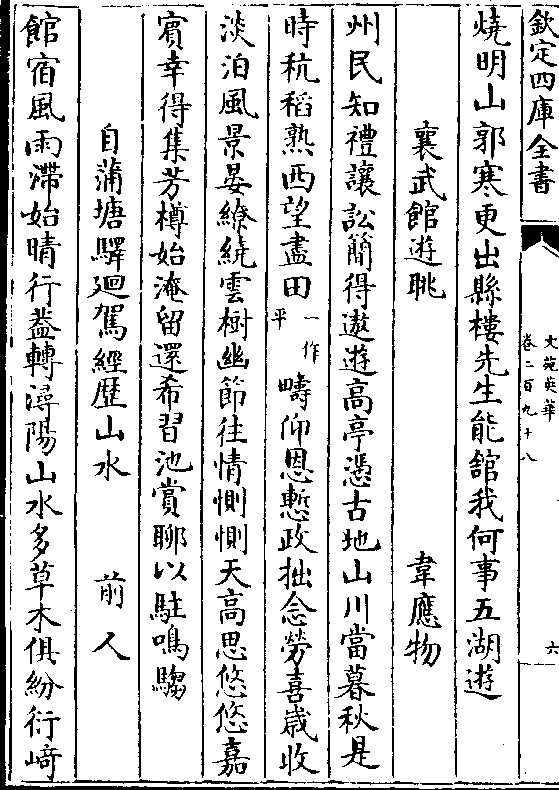 欽定四庫全書
文苑英華
卷二百九十八
六
燒明山郭寒更出縣樓先生能館我何事五湖遊
襄武館遊眺
韋應物
州民知禮讓訟簡得遨遊高亭憑古地山川當暮秋是
時秔稻熟西望盡田一作平疇仰恩慙政拙念勞喜歳收
淡泊風景晏繚繞雲樹幽節往情惻惻天高思悠悠嘉
賓幸得集芳樽始淹留還希習池賞聊以駐鳴騶
自蒲塘驛廻駕經歴山水
前人
館宿風雨滯始晴行蓋轉潯陽山水多草木俱紛衍﨑